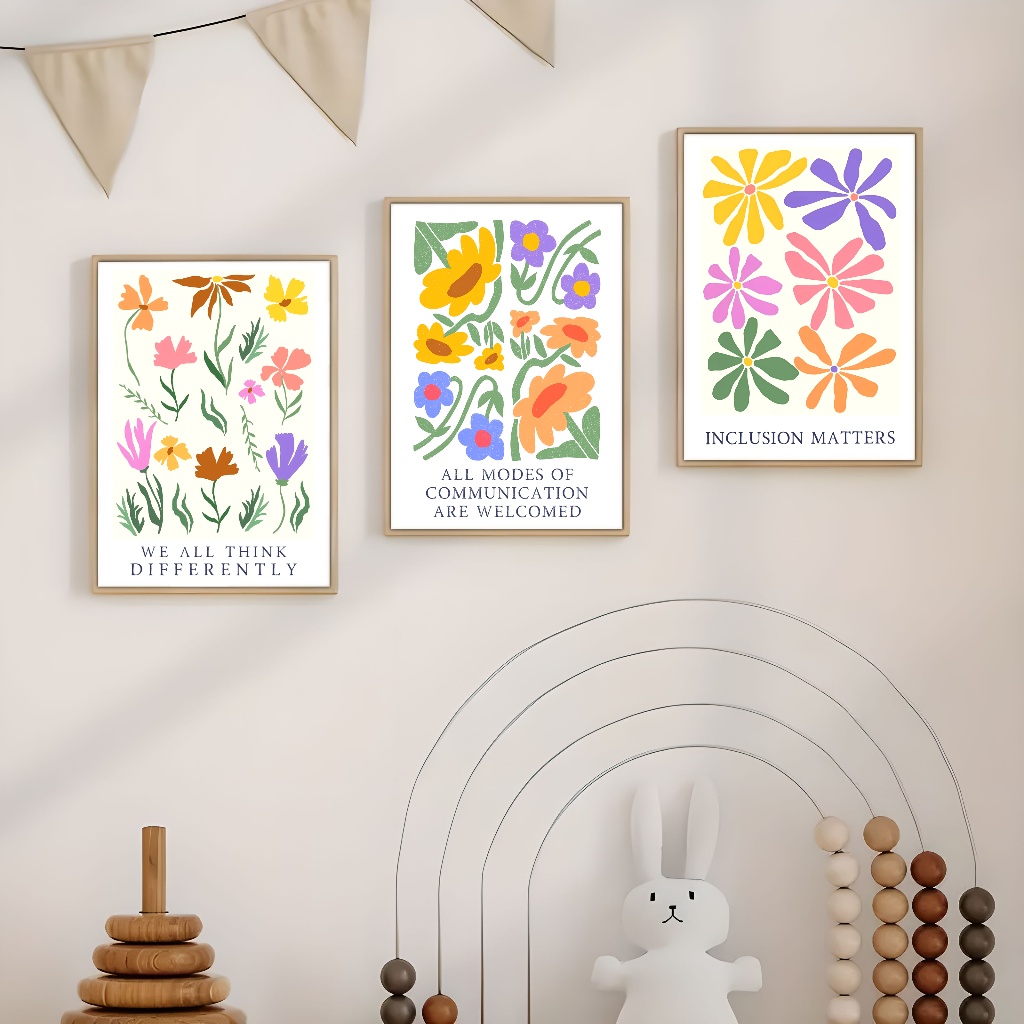 WE ALL THINK
DIFFERENTLY
ALL MODES OF
COMMUNICATION
ARE WELCOMED
INCLUSION MATTERS